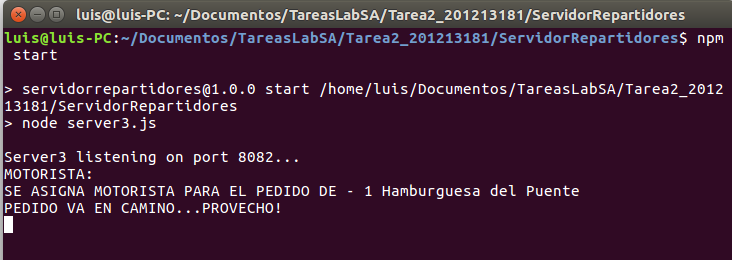 luis@luis-PC: ~/Documentos/TareasLabSA/Tarea2_201213181/ServidorRepartidores
luis@luis-PC:~/Documentos/TareasLabSA/Tarea2_201213181/ServidorRepartidores$ npm
start
> servidorrepartidores@1.0.0 start /home/luis/Documentos/TareasLabSA/Tarea2_2012
13181/ServidorRepartidores
> node server3.js
Server3 listening on port 8082...
MOTORISTA:
SE ASIGNA MOTORISTA PARA EL PEDIDO DE - 1 Hamburguesa del Puente
PEDIDO VA EN CAMINO...PROVECHO!